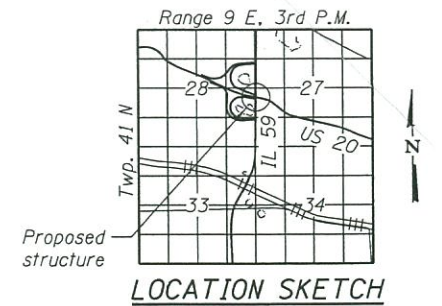 Range 9 E, 3rd P.M.
Twp. 41 N
28
27
IL 59
US 20
33
34
N
Proposed
structure
LOCATION SKETCH